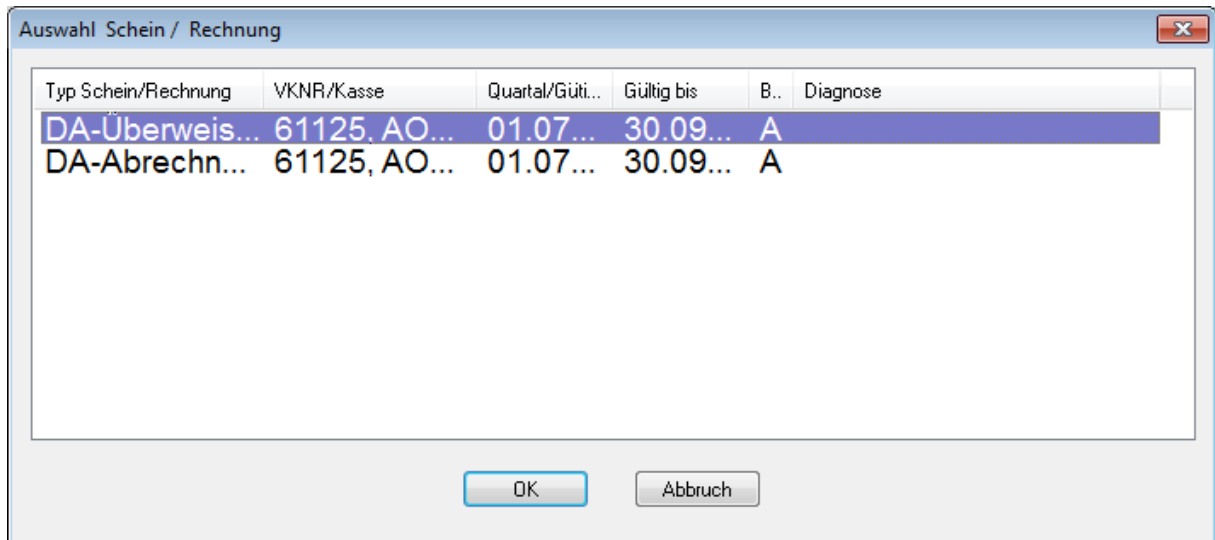 Auswahl Schein / Rechnung
Typ Schein/Rechnung VKNR/Kasse Quartal/Gülti... Gültig bis B.. Diagnose
DA-Überweis... 61125, AO... 01.07... 30.09... A
DA-Abrechn... 61125, AO... 01.07... 30.09... A
OK Abbruch